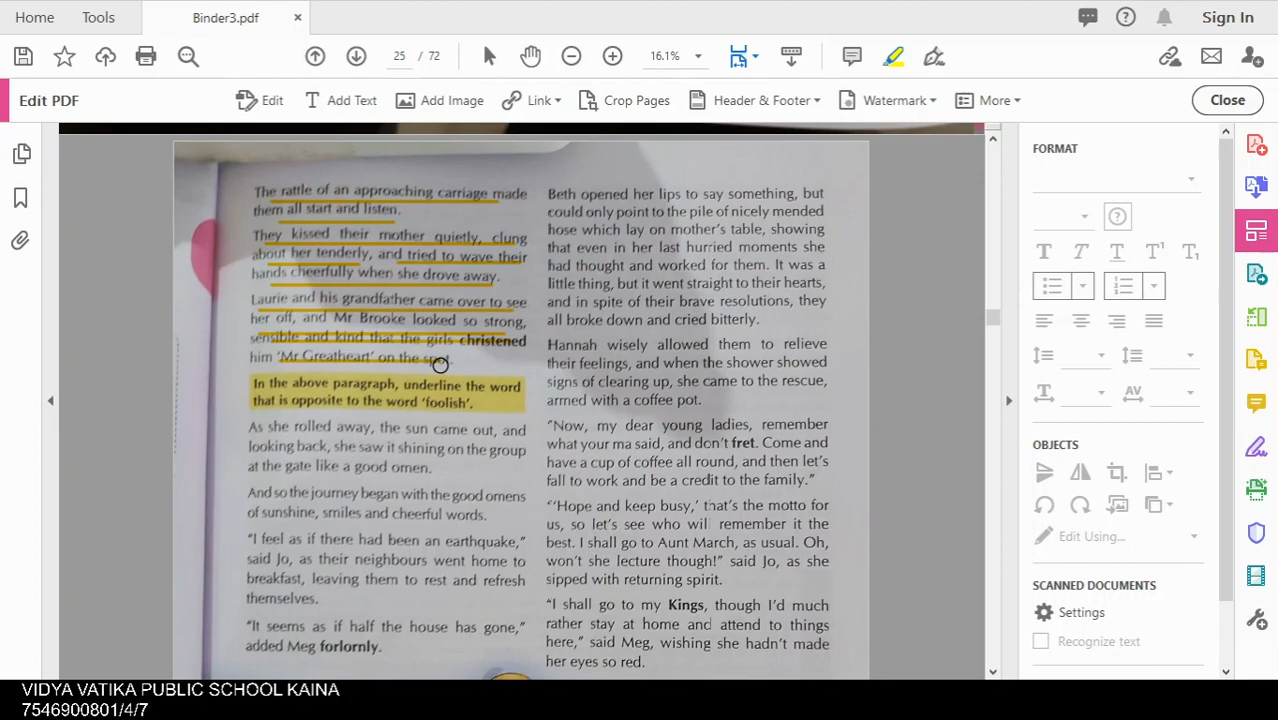 Home Tools Binder3.pdf × Sign In
25 / 72 16.1%
Edit PDF Edit Add Text Add Image Link Crop Pages Header & Footer Watermark More Close
The rattle of an approaching carriage made
them all start and listen.
They kissed their mother quietly, clung
about her tenderly, and tried to wave their
hands cheerfully when she drove away.
Laurie and his grandfather came over to see
her off, and Mr Brooke looked so strong,
sensible and kind that the girls christened
him 'Mr Greatheart' on the spot.
In the above paragraph, underline the word
that is opposite to the word 'foolish'.
As she rolled away, the sun came out, and
looking back, she saw it shining on the group
at the gate like a good omen.
And so the journey began with the good omens
of sunshine, smiles and cheerful words.
"I feel as if there had been an earthquake,"
said Jo, as their neighbours went home to
breakfast, leaving them to rest and refresh
themselves.
"It seems as if half the house has gone,"
added Meg forlornly.
Beth opened her lips to say something, but
could only point to the pile of nicely mended
hose which lay on mother's table, showing
that even in her last hurried moments she
had thought and worked for them. It was a
little thing, but it went straight to their hearts,
and in spite of their brave resolutions, they
all broke down and cried bitterly.
Hannah wisely allowed them to relieve
their feelings, and when the shower showed
signs of clearing up, she came to the rescue,
armed with a coffee pot.
"Now, my dear young ladies, remember
what your ma said, and don't fret. Come and
have a cup of coffee all round, and then let's
fall to work and be a credit to the family."
"'Hope and keep busy,' that's the motto for
us, so let's see who will remember it the
best. I shall go to Aunt March, as usual. Oh,
won't she lecture though!" said Jo, as she
sipped with returning spirit.
"I shall go to my Kings, though I'd much
rather stay at home and attend to things
here," said Meg, wishing she hadn't made
her eyes so red.
FORMAT
T T T T¹ T₁
T AV
OBJECTS
Edit Using...
SCANNED DOCUMENTS
Settings
Recognize text
VIDYA VATIKA PUBLIC SCHOOL KAINA
7546900801/4/7